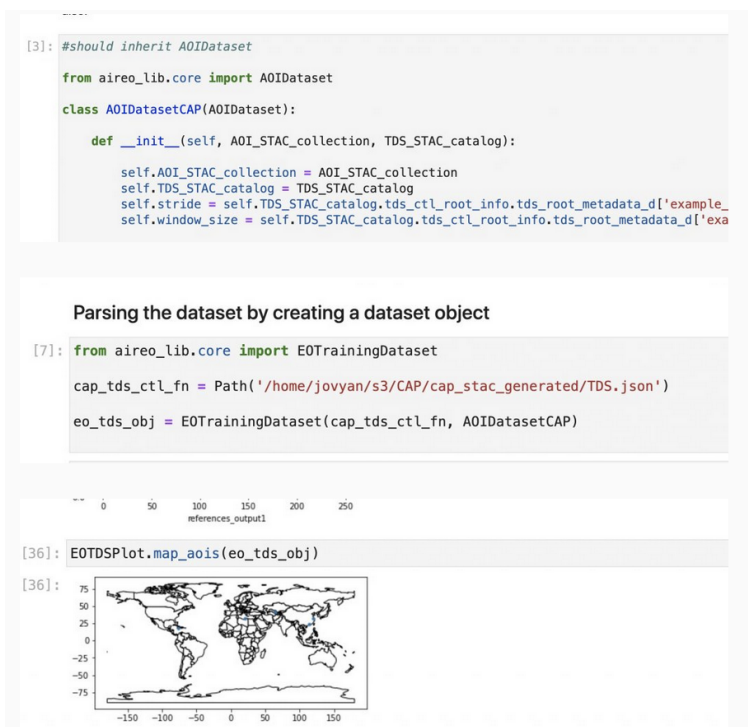 [3]: #should inherit AOIDataset
from aireo_lib.core import AOIDataset
class AOIDatasetCAP(AOIDataset):
def __init__(self, AOI_STAC_collection, TDS_STAC_catalog):
self.AOI_STAC_collection = AOI_STAC_collection
self.TDS_STAC_catalog = TDS_STAC_catalog
self.stride = self.TDS_STAC_catalog.tds_ctl_root_info.tds_root_metadata_d['example_
self.window_size = self.TDS_STAC_catalog.tds_ctl_root_info.tds_root_metadata_d['exa
Parsing the dataset by creating a dataset object
[7]: from aireo_lib.core import EOTrainingDataset
cap_tds_ctl_fn = Path('/home/jovyan/s3/CAP/cap_stac_generated/TDS.json')
eo_tds_obj = EOTrainingDataset(cap_tds_ctl_fn, AOIDatasetCAP)
0 50 100 150 200 250
references_output1
[36]: EOTDSPlot.map_aois(eo_tds_obj)
[36]:
75
50
25
0
−25
−50
−75
−150 −100 −50 0 50 100 150